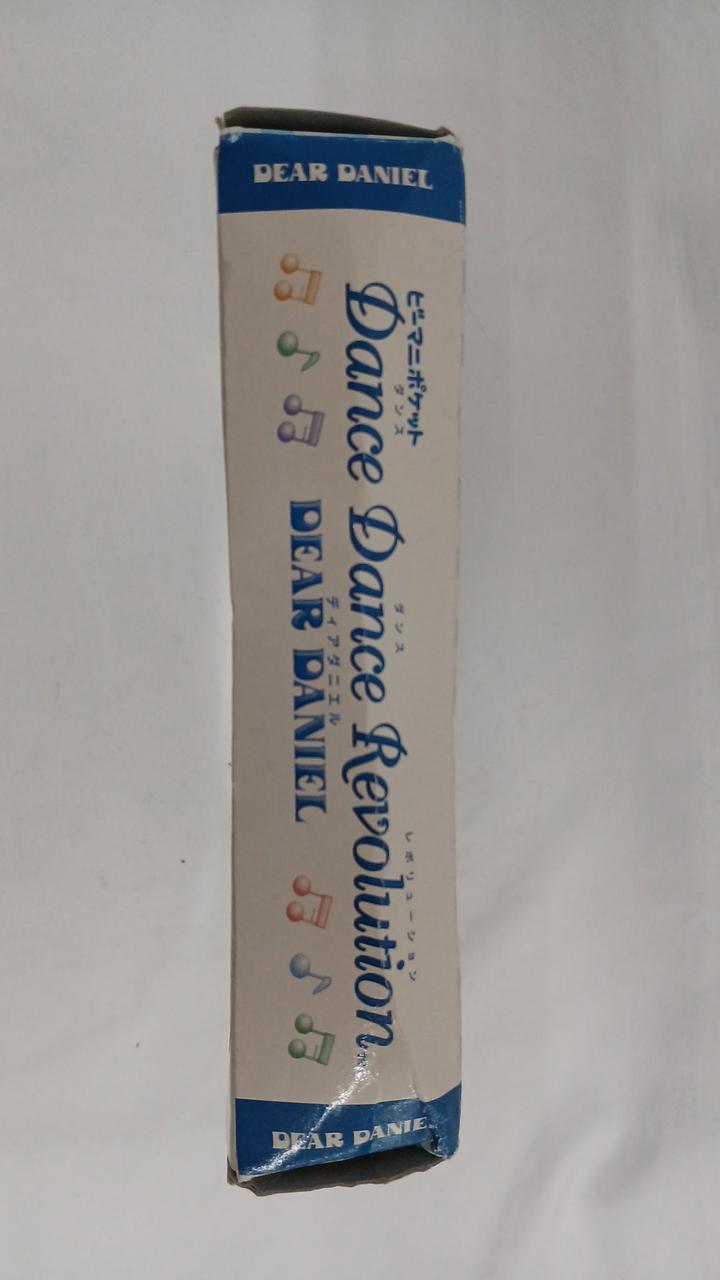 DEAR DANIEL
ビーマニポケット
ダンス ダンス レボリューション
Dance Dance Revolution
ディアダニエル
DEAR DANIEL
DEAR DANIE